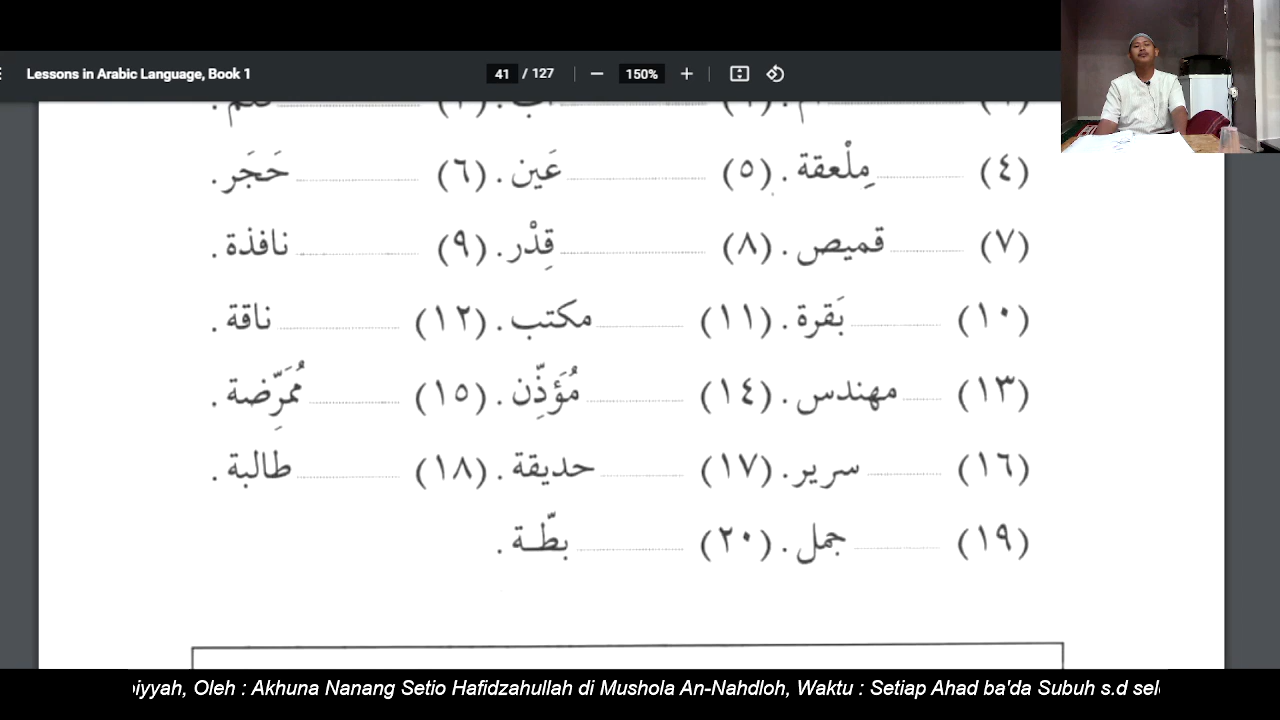 Lessons in Arabic Language, Book 1
41 / 127
150%
(٤) مِلْعقة . (٥) عَين . (٦) حَجَر .
(٧) قميص . (٨) قِدْر . (٩) نافذة .
(١٠) بَقرة . (١١) مكتب . (١٢) ناقة .
(١٣) مهندس . (١٤) مُؤَذِّن . (١٥) مُمَرِّضة .
(١٦) سرير . (١٧) حديقة . (١٨) طالبة .
(١٩) جمل . (٢٠) بطّـة .
iyyah, Oleh : Akhuna Nanang Setio Hafidzahullah di Mushola An-Nahdloh, Waktu : Setiap Ahad ba'da Subuh s.d sel